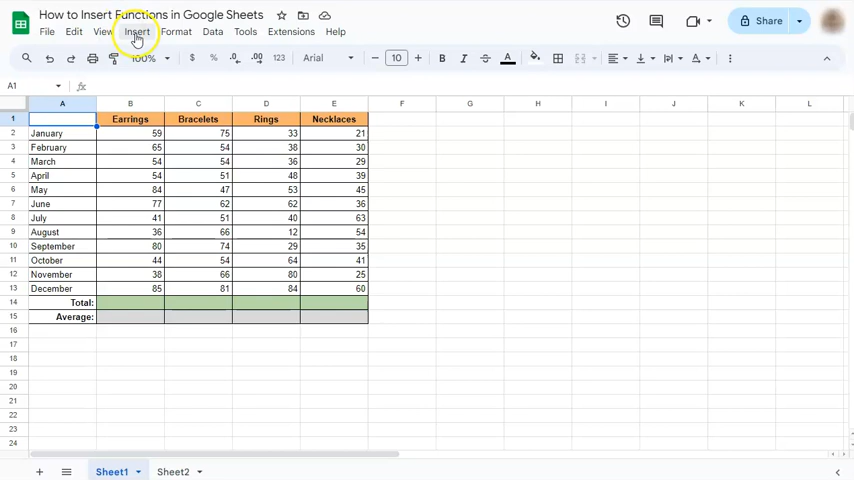 How to Insert Functions in Google Sheets
File Edit View Insert Format Data Tools Extensions Help
Share
100% $ % .0 .00 123 Arial 10 B I A A
A1 fx
A B C D E F G H I J K L
1 Earrings Bracelets Rings Necklaces
2 January 59 75 33 21
3 February 65 54 38 30
4 March 54 54 36 29
5 April 54 51 48 39
6 May 84 47 53 45
7 June 77 62 62 36
8 July 41 51 40 63
9 August 36 66 12 54
10 September 80 74 29 35
11 October 44 54 64 41
12 November 38 66 80 25
13 December 85 81 84 60
14 Total:
15 Average:
16
17
18
19
20
21
22
23
24
Sheet1 Sheet2